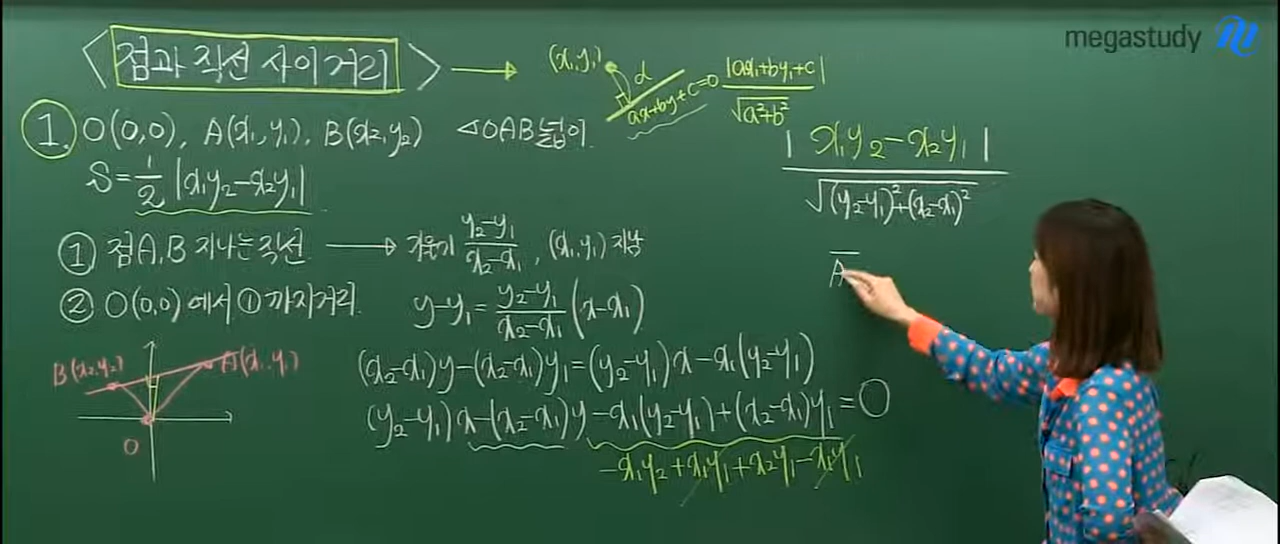 megastudy
<점과 직선 사이 거리> → (x₁,y₁) d ax+by+c=0 |ax₁+by₁+c| / √(a²+b²)
1. O(0,0), A(x₁,y₁), B(x₂,y₂) ⊿OAB넓이.
S=1/2 |x₁y₂-x₂y₁|
① 점A,B 지나는직선 → 기울기 (y₂-y₁)/(x₂-x₁), (x₁,y₁) 지남
② O(0,0)에서 ①까지거리.
y-y₁ = (y₂-y₁)/(x₂-x₁) (x-x₁)
(x₂-x₁)y-(x₂-x₁)y₁=(y₂-y₁)x-x₁(y₂-y₁)
(y₂-y₁)x-(x₂-x₁)y-x₁(y₂-y₁)+(x₂-x₁)y₁=0
-x₁y₂+x₁y₁+x₂y₁-x₁y₁
B(x₂,y₂) A(x₁,y₁)
O
|x₁y₂-x₂y₁| / √((y₂-y₁)²+(x₂-x₁)²)
A